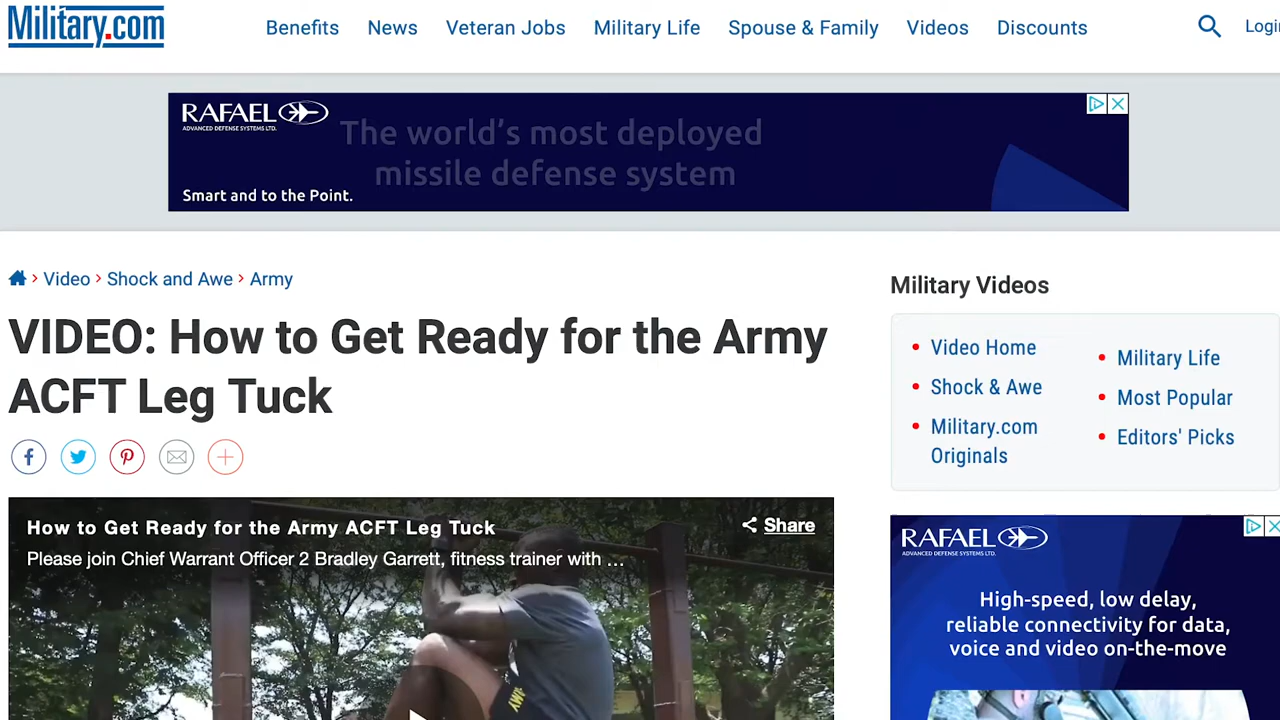 Military.com
Benefits
News
Veteran Jobs
Military Life
Spouse & Family
Videos
Discounts
RAFAEL
ADVANCED DEFENSE SYSTEMS LTD.
The world's most deployed
missile defense system
Smart and to the Point.
Video > Shock and Awe > Army
VIDEO: How to Get Ready for the Army
ACFT Leg Tuck
How to Get Ready for the Army ACFT Leg Tuck
Share
Please join Chief Warrant Officer 2 Bradley Garrett, fitness trainer with ...
ARMY
Military Videos
Video Home
Shock & Awe
Military.com
Originals
Military Life
Most Popular
Editors' Picks
RAFAEL
ADVANCED DEFENSE SYSTEMS LTD.
High-speed, low delay,
reliable connectivity for data,
voice and video on-the-move